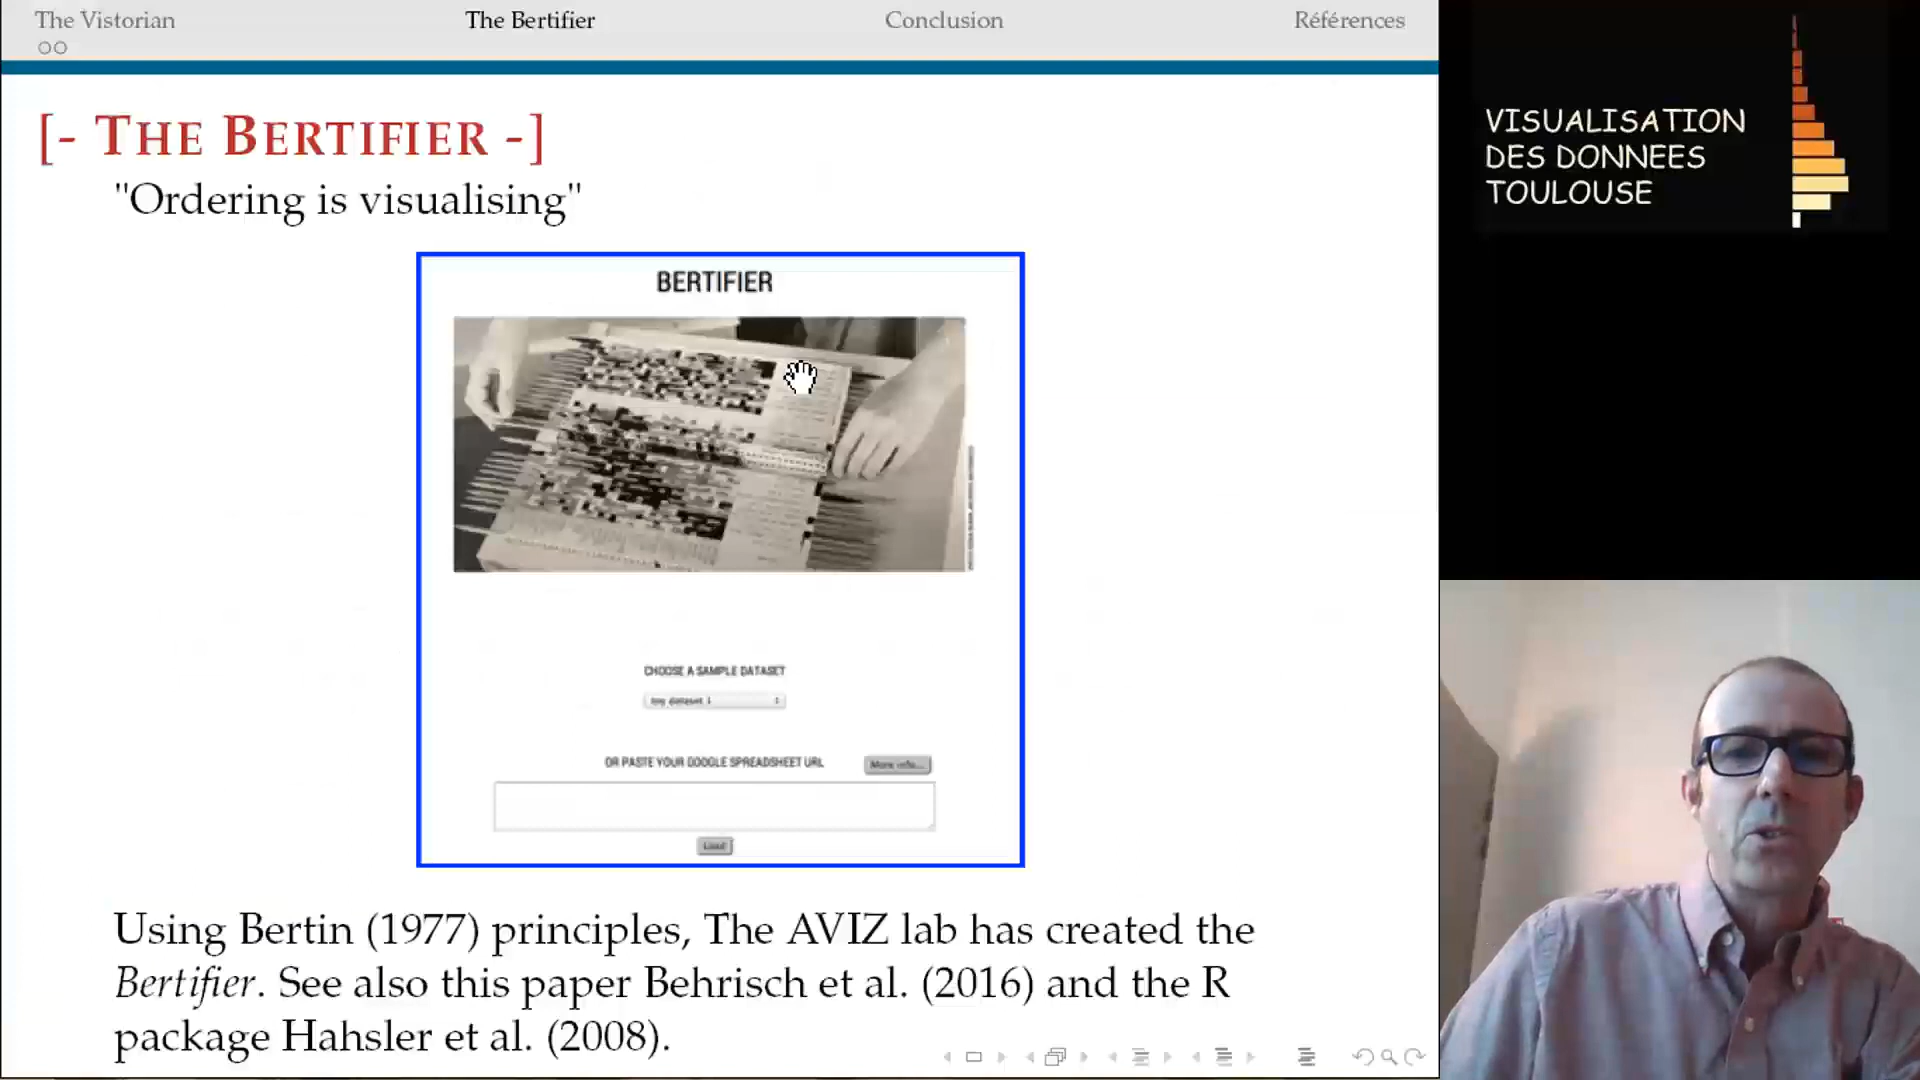 The Vistorian
The Bertifier
Conclusion
Références
[- THE BERTIFIER -]
"Ordering is visualising"
BERTIFIER
CHOOSE A SAMPLE DATASET
OR PASTE YOUR GOOGLE SPREADSHEET URL
More info...
Load
Using Bertin (1977) principles, The AVIZ lab has created the
Bertifier. See also this paper Behrisch et al. (2016) and the R
package Hahsler et al. (2008).
VISUALISATION
DES DONNEES
TOULOUSE